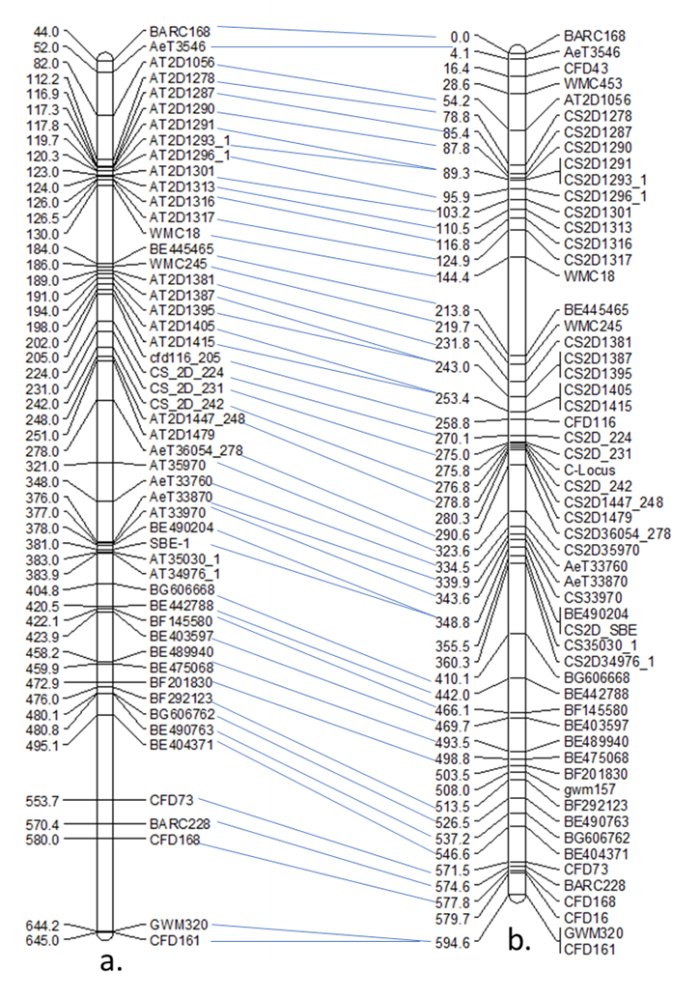 44.0 BARC168
52.0 AeT3546
82.0 AT2D1056
112.2 AT2D1278
116.9 AT2D1287
117.3 AT2D1290
117.8 AT2D1291
119.7 AT2D1293_1
120.3 AT2D1296_1
123.0 AT2D1301
124.0 AT2D1313
126.0 AT2D1316
126.5 AT2D1317
130.0 WMC18
184.0 BE445465
186.0 WMC245
189.0 AT2D1381
191.0 AT2D1387
194.0 AT2D1395
198.0 AT2D1405
202.0 AT2D1415
205.0 cfd116_205
224.0 CS_2D_224
231.0 CS_2D_231
242.0 CS_2D_242
248.0 AT2D1447_248
251.0 AT2D1479
278.0 AeT36054_278
321.0 AT35970
348.0 AeT33760
376.0 AeT33870
377.0 AT33970
378.0 BE490204
381.0 SBE-1
383.0 AT35030_1
383.9 AT34976_1
404.8 BG606668
420.5 BE442788
422.1 BF145580
423.9 BE403597
458.2 BE489940
459.9 BE475068
472.9 BF201830
476.0 BF292123
480.1 BG606762
480.8 BE490763
495.1 BE404371
553.7 CFD73
570.4 BARC228
580.0 CFD168
644.2 GWM320
645.0 CFD161
a.
0.0 BARC168
4.1 AeT3546
16.4 CFD43
28.6 WMC453
54.2 AT2D1056
78.8 CS2D1278
85.4 CS2D1287
87.8 CS2D1290
89.3 CS2D1291
CS2D1293_1
95.9 CS2D1296_1
103.2 CS2D1301
110.5 CS2D1313
116.8 CS2D1316
124.9 CS2D1317
144.4 WMC18
213.8 BE445465
219.7 WMC245
231.8 CS2D1381
243.0 CS2D1387
CS2D1395
253.4 CS2D1405
CS2D1415
258.8 CFD116
270.1 CS2D_224
275.0 CS2D_231
275.8 C-Locus
276.8 CS2D_242
278.8 CS2D1447_248
280.3 CS2D1479
290.6 CS2D36054_278
323.6 CS2D35970
334.5 AeT33760
339.9 AeT33870
343.6 CS33970
348.8 BE490204
CS2D_SBE
355.5 CS35030_1
360.3 CS2D34976_1
410.1 BG606668
442.0 BE442788
466.1 BF145580
469.7 BE403597
493.5 BE489940
498.8 BE475068
503.5 BF201830
508.0 gwm157
513.5 BF292123
526.5 BE490763
537.2 BG606762
546.6 BE404371
571.5 CFD73
574.6 BARC228
577.8 CFD168
579.7 CFD16
594.6 GWM320
CFD161
b.